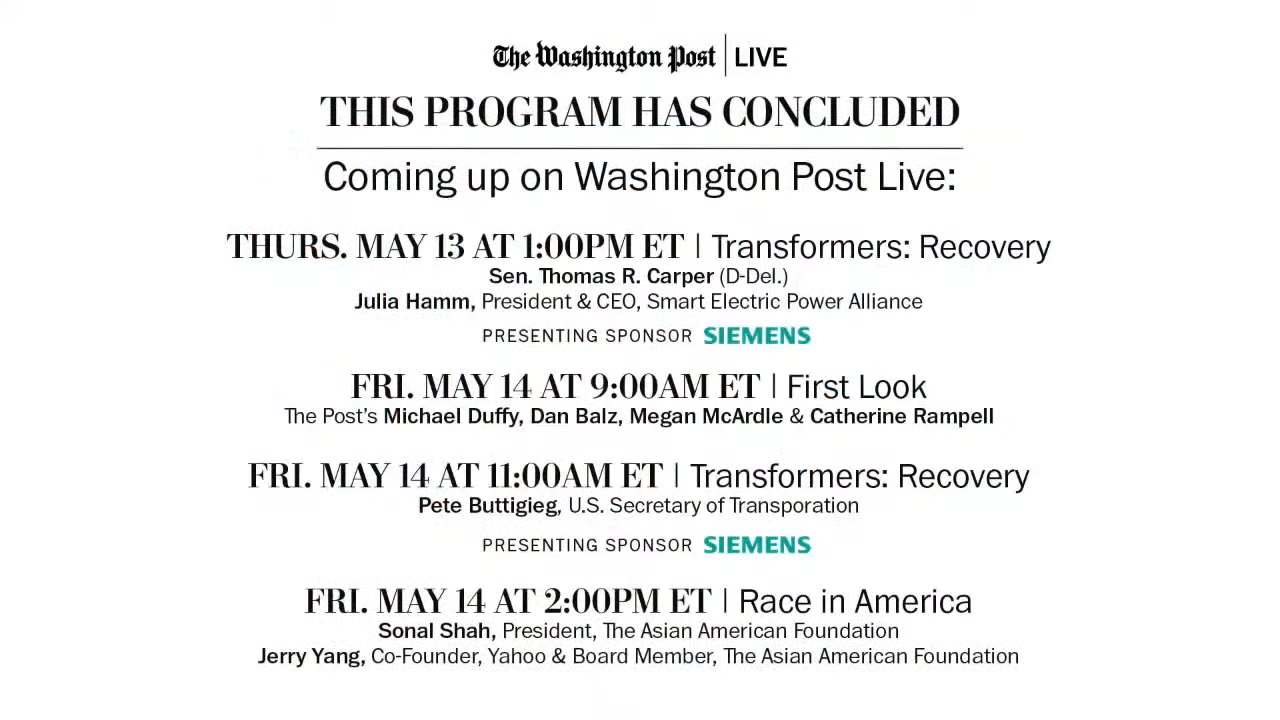 The Washington Post | LIVE
THIS PROGRAM HAS CONCLUDED
Coming up on Washington Post Live:
THURS. MAY 13 AT 1:00PM ET | Transformers: Recovery
Sen. Thomas R. Carper (D-Del.)
Julia Hamm, President & CEO, Smart Electric Power Alliance
PRESENTING SPONSOR SIEMENS
FRI. MAY 14 AT 9:00AM ET | First Look
The Post's Michael Duffy, Dan Balz, Megan McArdle & Catherine Rampell
FRI. MAY 14 AT 11:00AM ET | Transformers: Recovery
Pete Buttigieg, U.S. Secretary of Transporation
PRESENTING SPONSOR SIEMENS
FRI. MAY 14 AT 2:00PM ET | Race in America
Sonal Shah, President, The Asian American Foundation
Jerry Yang, Co-Founder, Yahoo & Board Member, The Asian American Foundation